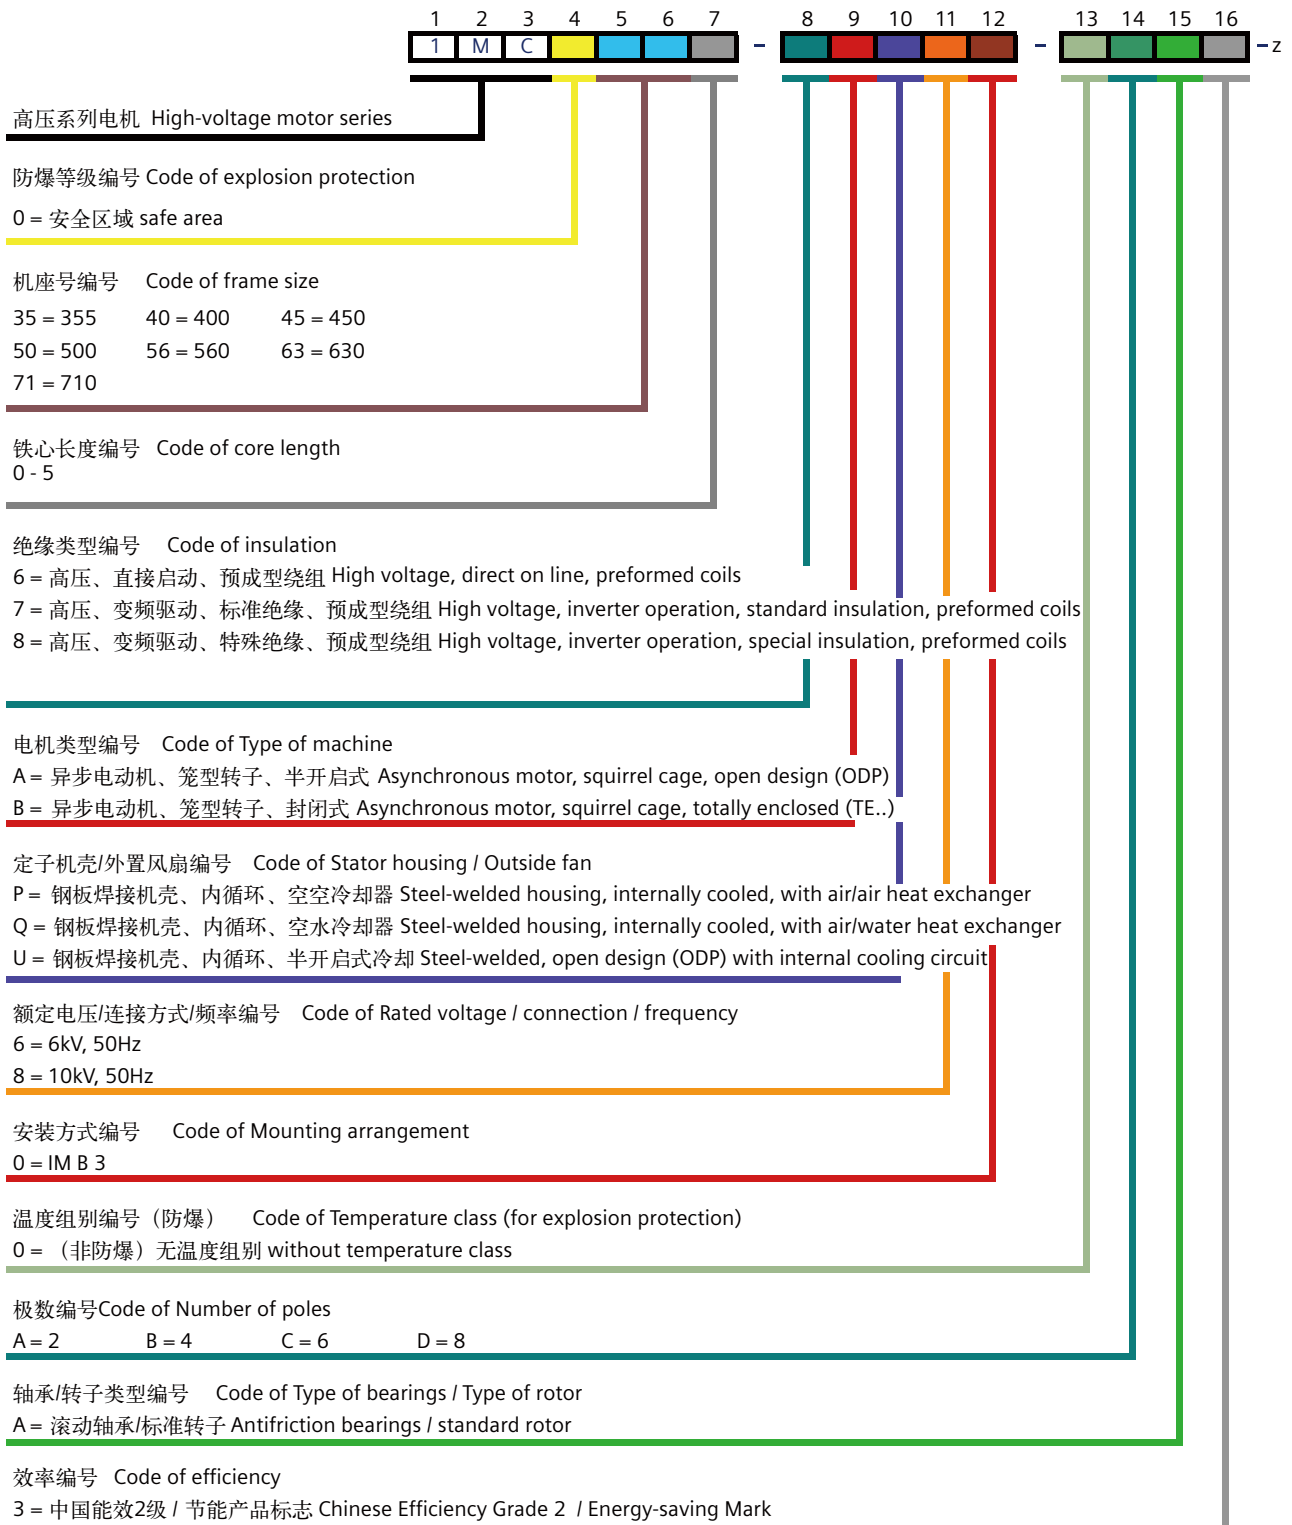 1 2 3 4 5 6 7 8 9 10 11 12 13 14 15 16
1 M C - - - z
高压系列电机 High-voltage motor series
防爆等级编号 Code of explosion protection
0 = 安全区域 safe area
机座号编号 Code of frame size
35 = 355 40 = 400 45 = 450
50 = 500 56 = 560 63 = 630
71 = 710
铁心长度编号 Code of core length
0 - 5
绝缘类型编号 Code of insulation
6 = 高压、直接启动、预成型绕组 High voltage, direct on line, preformed coils
7 = 高压、变频驱动、标准绝缘、预成型绕组 High voltage, inverter operation, standard insulation, preformed coils
8 = 高压、变频驱动、特殊绝缘、预成型绕组 High voltage, inverter operation, special insulation, preformed coils
电机类型编号 Code of Type of machine
A = 异步电动机、笼型转子、半开启式 Asynchronous motor, squirrel cage, open design (ODP)
B = 异步电动机、笼型转子、封闭式 Asynchronous motor, squirrel cage, totally enclosed (TE..)
定子机壳/外置风扇编号 Code of Stator housing / Outside fan
P = 钢板焊接机壳、内循环、空空冷却器 Steel-welded housing, internally cooled, with air/air heat exchanger
Q = 钢板焊接机壳、内循环、空水冷却器 Steel-welded housing, internally cooled, with air/water heat exchanger
U = 钢板焊接机壳、内循环、半开启式冷却 Steel-welded, open design (ODP) with internal cooling circuit
额定电压/连接方式/频率编号 Code of Rated voltage / connection / frequency
6 = 6kV, 50Hz
8 = 10kV, 50Hz
安装方式编号 Code of Mounting arrangement
0 = IM B 3
温度组别编号（防爆） Code of Temperature class (for explosion protection)
0 = （非防爆）无温度组别 without temperature class
极数编号Code of Number of poles
A = 2 B = 4 C = 6 D = 8
轴承/转子类型编号 Code of Type of bearings / Type of rotor
A = 滚动轴承/标准转子 Antifriction bearings / standard rotor
效率编号 Code of efficiency
3 = 中国能效2级 / 节能产品标志 Chinese Efficiency Grade 2 / Energy-saving Mark